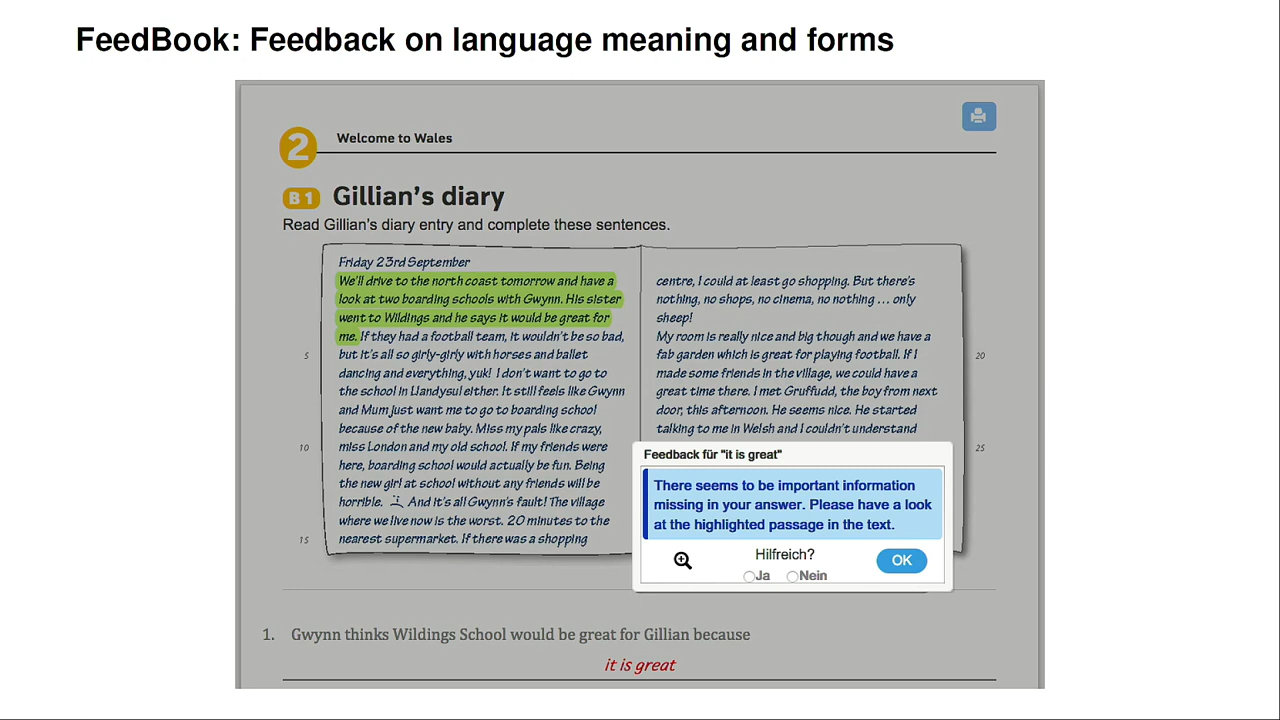 FeedBook: Feedback on language meaning and forms
2
Welcome to Wales
B 1
Gillian's diary
Read Gillian's diary entry and complete these sentences.
Friday 23rd September
We'll drive to the north coast tomorrow and have a
look at two boarding schools with Gwynn. His sister
went to Wildings and he says it would be great for
me. If they had a football team, it wouldn't be so bad,
5
but it's all so girly-girly with horses and ballet
dancing and everything, yuk! I don't want to go to
the school in Llandysul either. It still feels like Gwynn
and Mum just want me to go to boarding school
because of the new baby. Miss my pals like crazy,
10
miss London and my old school. If my friends were
here, boarding school would actually be fun. Being
the new girl at school without any friends will be
horrible. And it's all Gwynn's fault! The village
where we live now is the worst. 20 minutes to the
15
nearest supermarket. If there was a shopping
centre, I could at least go shopping. But there's
nothing, no shops, no cinema, no nothing ... only
sheep!
My room is really nice and big though and we have a
fab garden which is great for playing football. If I
20
made some friends in the village, we could have a
great time there. I met Gruffudd, the boy from next
door, this afternoon. He seems nice. He started
talking to me in Welsh and I couldn't understand
25
Feedback für "it is great"
There seems to be important information
missing in your answer. Please have a look
at the highlighted passage in the text.
Hilfreich?
Ja Nein
OK
1. Gwynn thinks Wildings School would be great for Gillian because
it is great